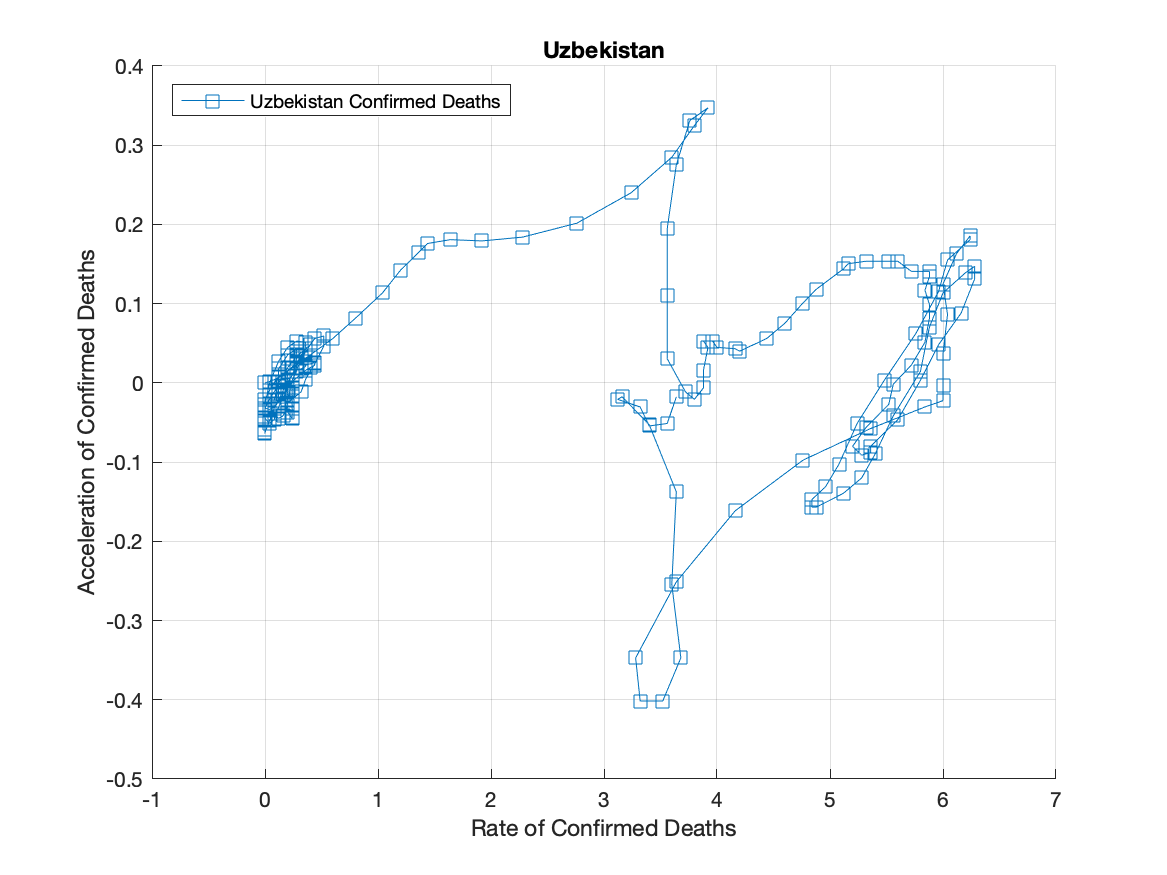 Uzbekistan
Uzbekistan Confirmed Deaths
0.4
0.3
0.2
0.1
0
-0.1
-0.2
-0.3
-0.4
-0.5
Acceleration of Confirmed Deaths
-1 0 1 2 3 4 5 6 7
Rate of Confirmed Deaths